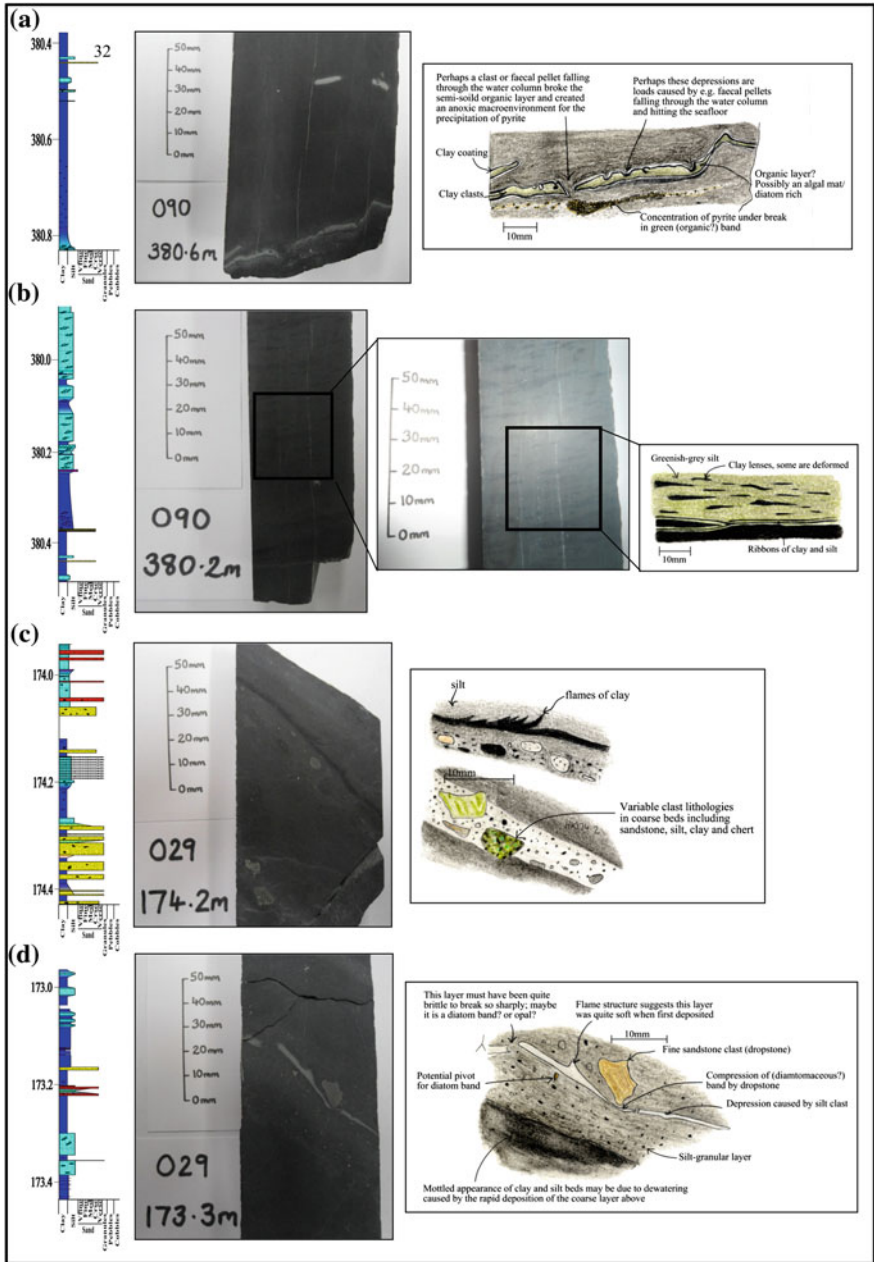 (a)
380.4
32
380.6
380.8
Clay
Silt
Sand
Granules
Pebbles
Cobbles
50mm
40mm
30mm
20mm
10mm
0mm
090
380.6m
Perhaps a clast or faecal pellet falling
through the water column broke the
semi-soild organic layer and created
an anoxic macroenvironment for the
precipitation of pyrite
Perhaps these depressions are
loads caused by e.g. faecal pellets
falling through the water column
and hitting the seafloor
Clay coating
Clay clasts
Organic layer?
Possibly an algal mat/
diatom rich
Concentration of pyrite under break
in green (organic?) band
10mm
(b)
380.0
380.2
380.4
Clay
Silt
Sand
Granules
Pebbles
Cobbles
50mm
40mm
30mm
20mm
10mm
0mm
090
380.2m
50mm
40mm
30mm
20mm
10mm
0mm
Greenish-grey silt
Clay lenses, some are deformed
10mm
Ribbons of clay and silt
(c)
174.0
174.2
174.4
Clay
Silt
Sand
Granules
Pebbles
Cobbles
50mm
40mm
30mm
20mm
10mm
0mm
029
174.2m
silt
flames of clay
10mm
Variable clast lithologies
in coarse beds including
sandstone, silt, clay and chert
(d)
173.0
173.2
173.4
Clay
Silt
Sand
Granules
Pebbles
Cobbles
50mm
40mm
30mm
20mm
10mm
0mm
029
173.3m
This layer must have been quite
brittle to break so sharply; maybe
it is a diatom band? or opal?
Flame structure suggests this layer
was quite soft when first deposited
10mm
Fine sandstone clast (dropstone)
Potential pivot
for diatom band
Compression of (diamtomaceous?)
band by dropstone
Depression caused by silt clast
Silt-granular layer
Mottled appearance of clay and silt beds may be due to dewatering
caused by the rapid deposition of the coarse layer above